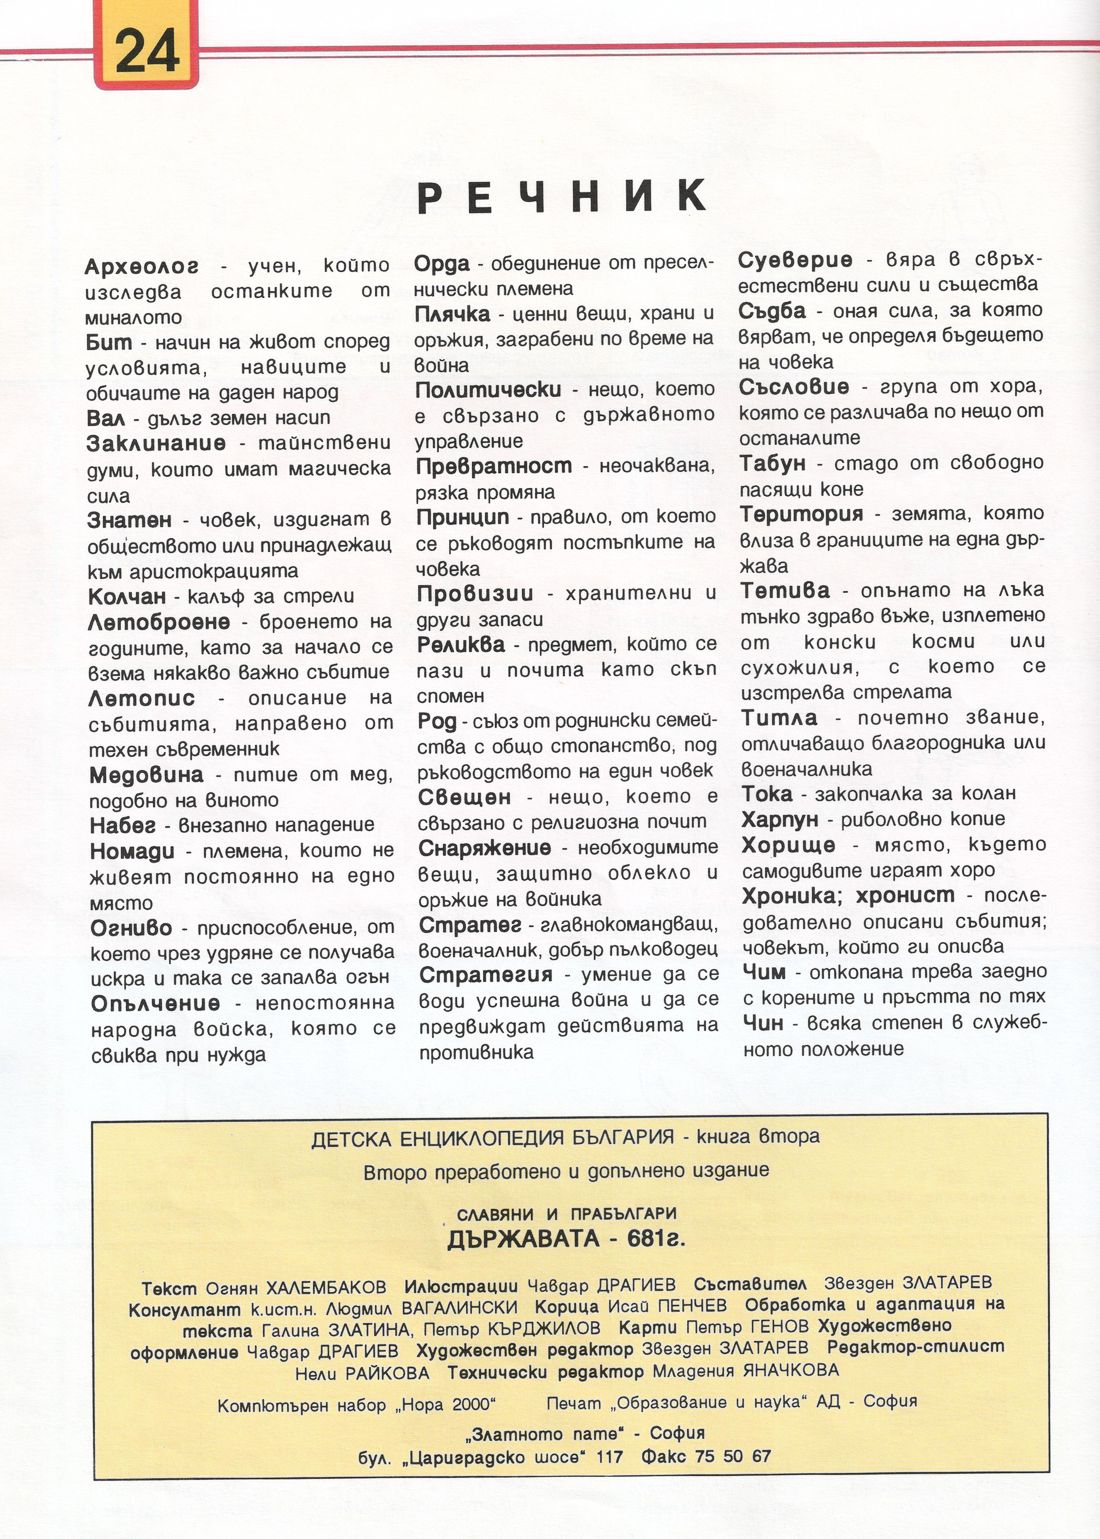 24
РЕЧНИК
Археолог - учен, който
изследва останките от
миналото
Бит - начин на живот според
условията, навиците и
обичаите на даден народ
Вал - дълъг земен насип
Заклинание - тайнствени
думи, които имат магическа
сила
Знатен - човек, издигнат в
обществото или принадлежащ
към аристокрацията
Колчан - калъф за стрели
Летоброене - броенето на
годините, като за начало се
взема някакво важно събитие
Летопис - описание на
събитията, направено от
техен съвременник
Медовина - питие от мед,
подобно на виното
Набег - внезапно нападение
Номади - племена, които не
живеят постоянно на едно
място
Огниво - приспособление, от
което чрез удряне се получава
искра и така се запалва огън
Опълчение - непостоянна
народна войска, която се
свиква при нужда
Орда - обединение от пресел-
нически племена
Плячка - ценни вещи, храни и
оръжия, заграбени по време на
война
Политически - нещо, което
е свързано с държавното
управление
Превратност - неочаквана,
рязка промяна
Принцип - правило, от което
се ръководят постъпките на
човека
Провизии - хранителни и
други запаси
Реликва - предмет, който се
пази и почита като скъп
спомен
Род - съюз от роднински семей-
ства с общо стопанство, под
ръководството на един човек
Свещен - нещо, което е
свързано с религиозна почит
Снаряжение - необходимите
вещи, защитно облекло и
оръжие на войника
Стратег - главнокомандващ,
военачалник, добър пълководец
Стратегия - умение да се
води успешна война и да се
предвиждат действията на
противника
Суеверие - вяра в свръх-
естествени сили и същества
Съдба - оная сила, за която
вярват, че определя бъдещето
на човека
Съсловие - група от хора,
която се различава по нещо от
останалите
Табун - стадо от свободно
пасящи коне
Територия - земята, която
влиза в границите на една дър-
жава
Тетива - опънато на лъка
тънко здраво въже, изплетено
от конски косми или
сухожилия, с което се
изстрелва стрелата
Титла - почетно звание,
отличаващо благородника или
военачалника
Тока - закопчалка за колан
Харпун - риболовно копие
Хорище - място, където
самодивите играят хоро
Хроника; хронист - после-
дователно описани събития;
човекът, който ги описва
Чим - откопана трева заедно
с корените и пръстта по тях
Чин - всяка степен в служеб-
ното положение
ДЕТСКА ЕНЦИКЛОПЕДИЯ БЪЛГАРИЯ - книга втора
Второ преработено и допълнено издание
СЛАВЯНИ И ПРАБЪЛГАРИ
ДЪРЖАВАТА - 681г.
Текст Огнян ХАЛЕМБАКОВ Илюстрации Чавдар ДРАГИЕВ Съставител Звезден ЗЛАТАРЕВ
Консултант к.ист.н. Людмил ВАГАЛИНСКИ Корица Исай ПЕНЧЕВ Обработка и адаптация на
текста Галина ЗЛАТИНА, Петър КЪРДЖИЛОВ Карти Петър ГЕНОВ Художествено
оформление Чавдар ДРАГИЕВ Художествен редактор Звезден ЗЛАТАРЕВ Редактор-стилист
Нели РАЙКОВА Технически редактор Младения ЯНАЧКОВА
Компютърен набор „Нора 2000“ Печат „Образование и наука“ АД - София
„Златното пате“ - София
бул. „Цариградско шосе“ 117 Факс 75 50 67